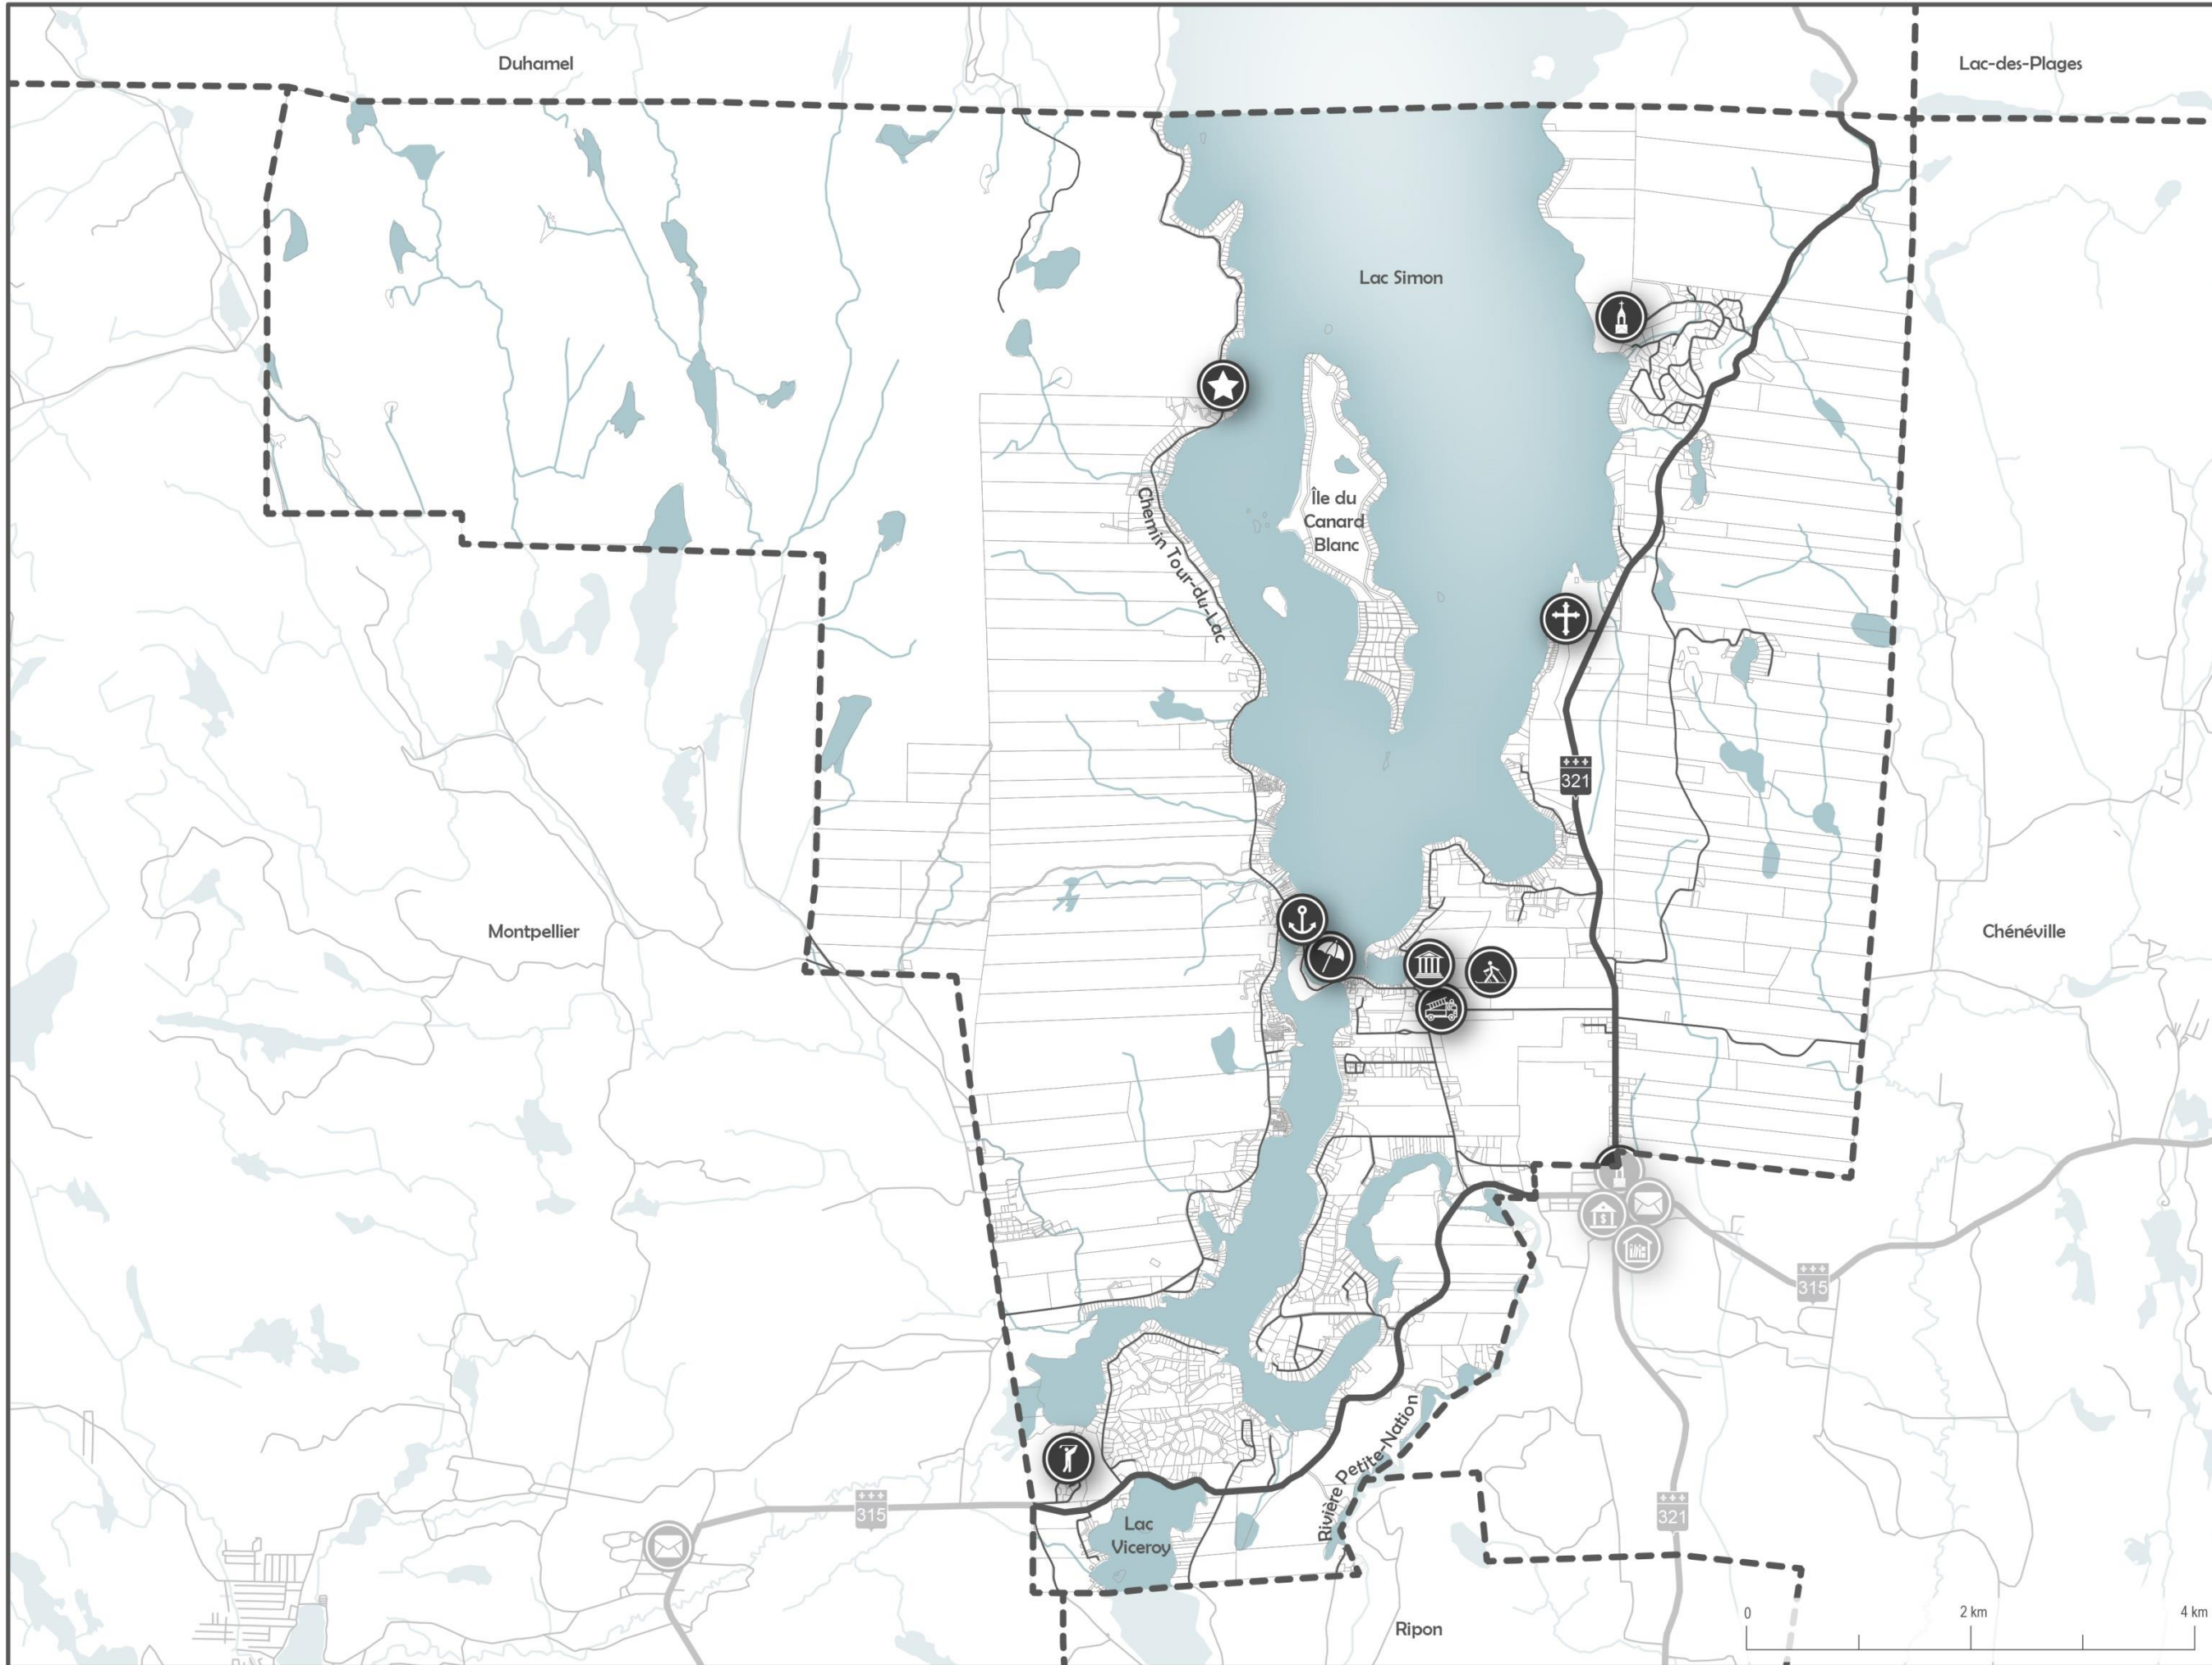 Duhamel
Lac-des-Plages
Lac Simon
Île du
Canard
Blanc
Chemin Tour-du-Lac
321
Montpellier
Chénéville
$
315
Rivière Petite-Nation
315
321
Lac
Viceroy
Ripon
0
2 km
4 km